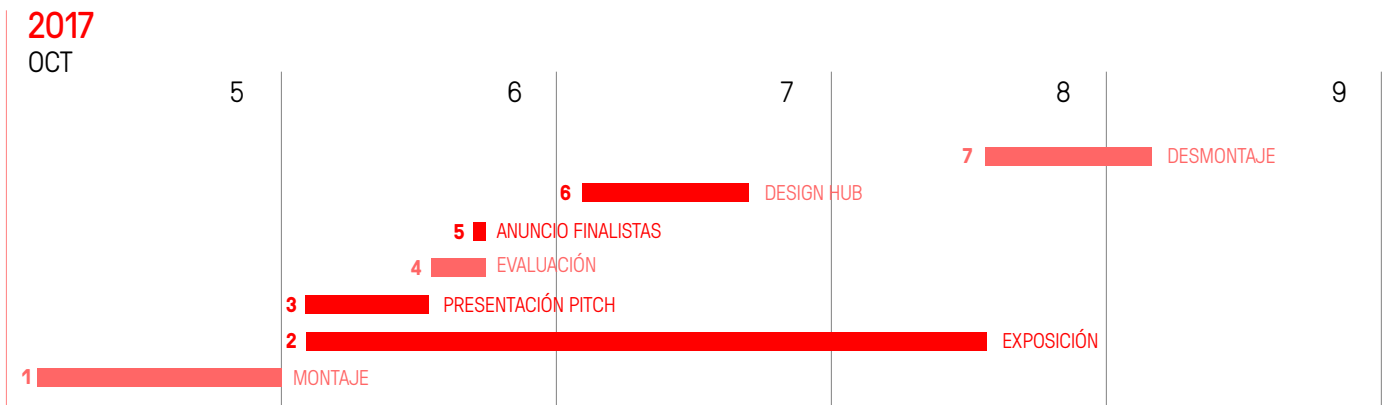 2017
OCT
5 6 7 8 9
7 DESMONTAJE
6 DESIGN HUB
5 ANUNCIO FINALISTAS
4 EVALUACIÓN
3 PRESENTACIÓN PITCH
2 EXPOSICIÓN
1 MONTAJE